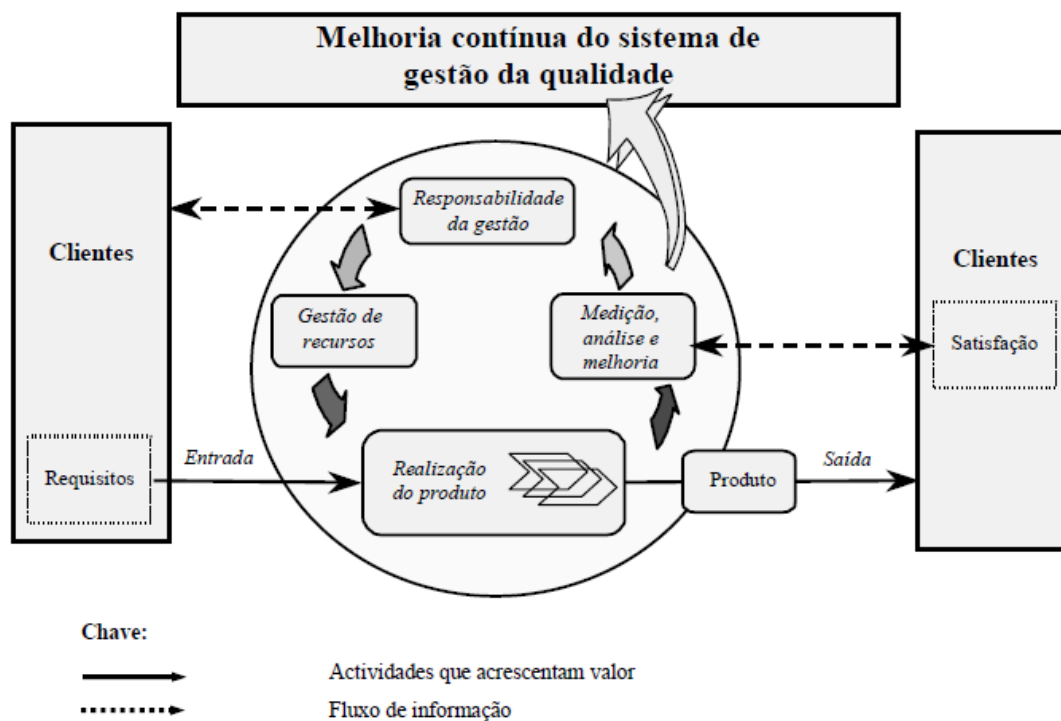 Melhoria contínua do sistema de
gestão da qualidade
Responsabilidade
da gestão
Clientes
Clientes
Gestão de
recursos
Medição,
análise e
melhoria
Satisfação
Requisitos
Entrada
Realização
do produto
Produto
Saída
Chave:
Actividades que acrescentam valor
Fluxo de informação